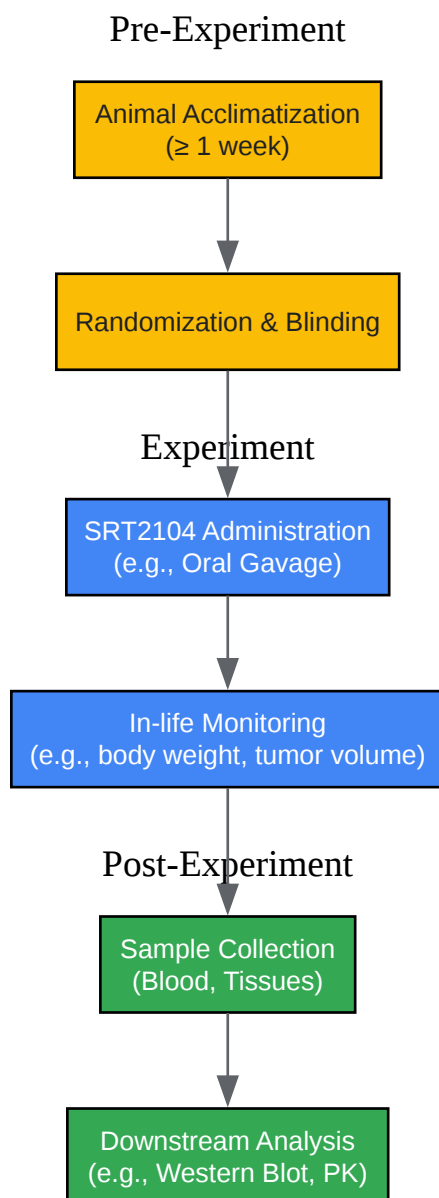 Pre-Experiment
Animal Acclimatization
(≥ 1 week)
Randomization & Blinding
Experiment
SRT2104 Administration
(e.g., Oral Gavage)
In-life Monitoring
(e.g., body weight, tumor volume)
Post-Experiment
Sample Collection
(Blood, Tissues)
Downstream Analysis
(e.g., Western Blot, PK)